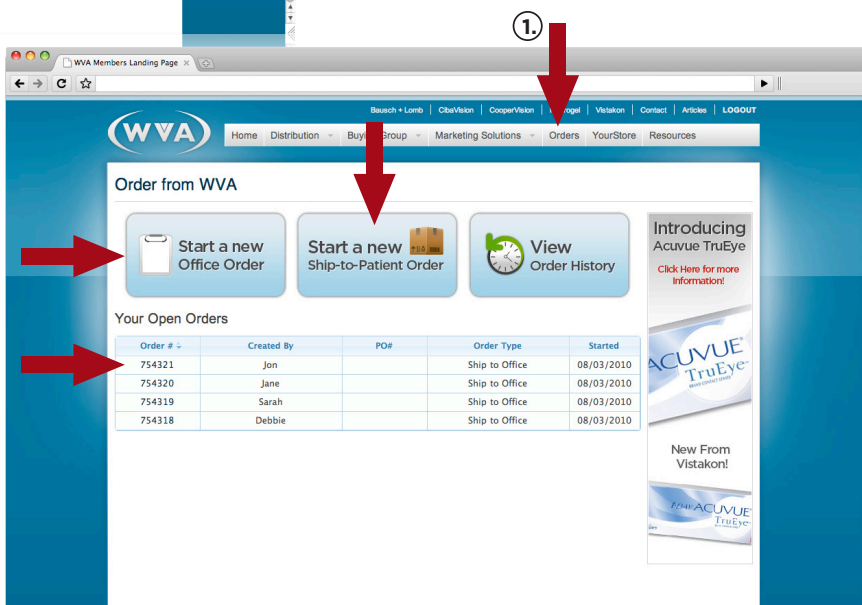 1.
WVA Members Landing Page
Bausch + Lomb CibaVision CooperVision Vistakon Contact Articles LOGOUT
WVA
Home Distribution Marketing Solutions Orders YourStore Resources
Order from WVA
Start a new
Office Order
Start a new
Ship-to-Patient Order
View
Order History
Introducing
Acuvue TruEye
Click Here for more
Information!
Your Open Orders
Order # Created By PO# Order Type Started
754321 Jon Ship to Office 08/03/2010
754320 Jane Ship to Office 08/03/2010
754319 Sarah Ship to Office 08/03/2010
754318 Debbie Ship to Office 08/03/2010
ACUVUE
TruEye
New From
Vistakon!
ACUVUE
TruEye